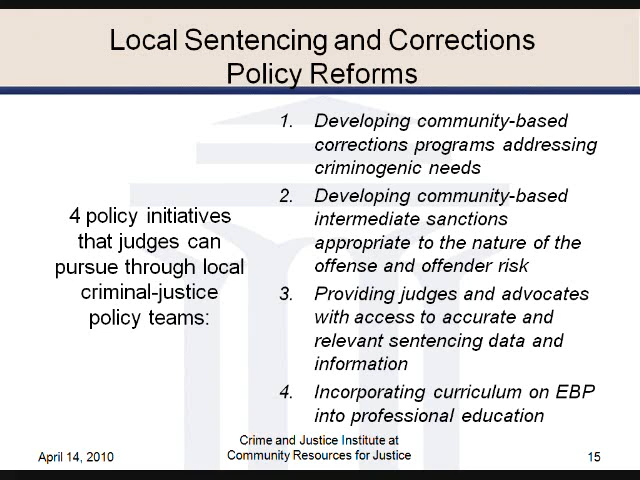 Local Sentencing and Corrections
Policy Reforms
4 policy initiatives
that judges can
pursue through local
criminal-justice
policy teams:
1. Developing community-based
corrections programs addressing
criminogenic needs
2. Developing community-based
intermediate sanctions
appropriate to the nature of the
offense and offender risk
3. Providing judges and advocates
with access to accurate and
relevant sentencing data and
information
4. Incorporating curriculum on EBP
into professional education
April 14, 2010
Crime and Justice Institute at
Community Resources for Justice
15